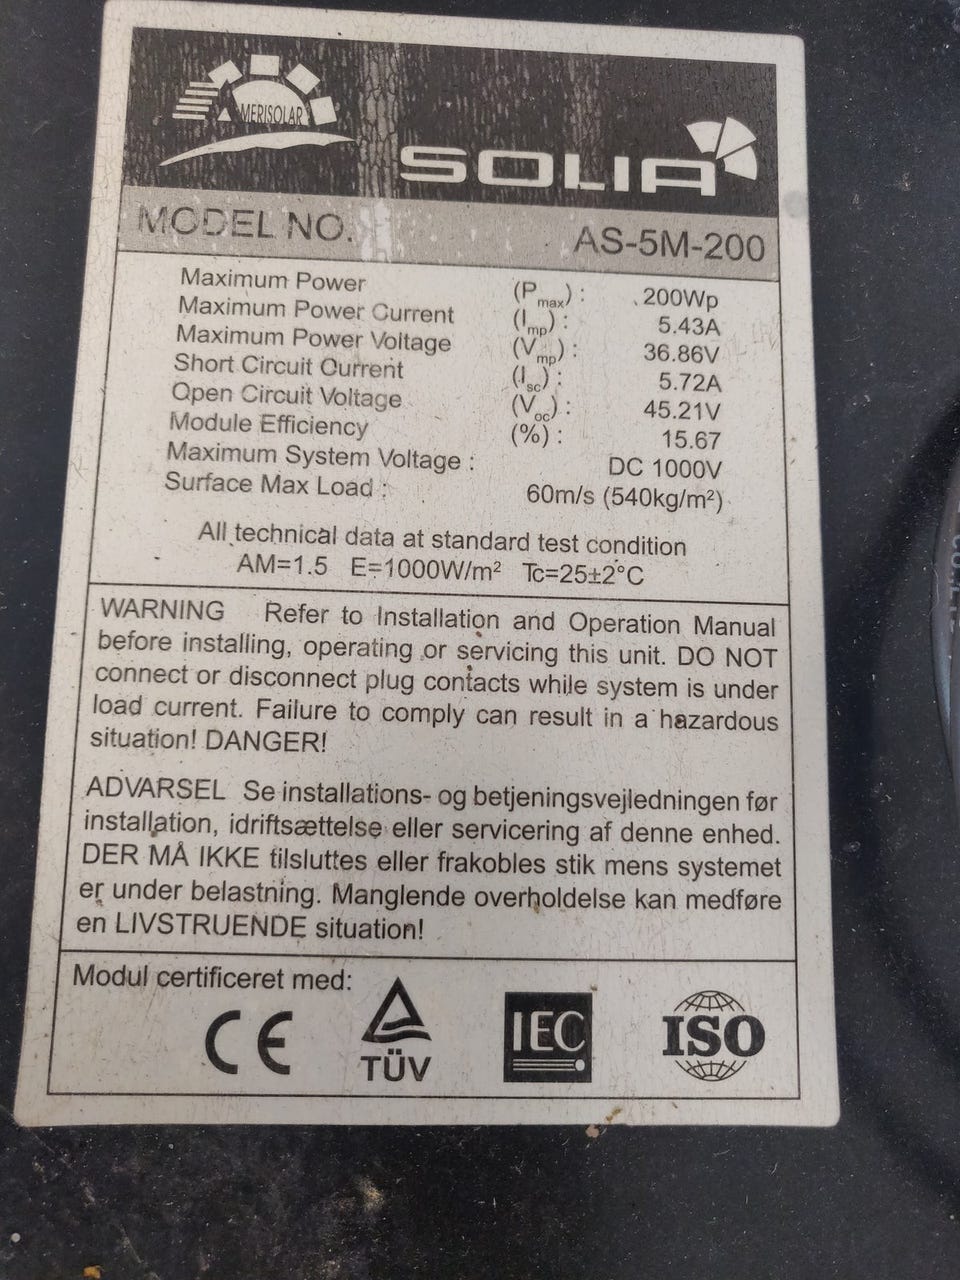 MERISOLAR
SOLIA
MODEL NO. AS-5M-200
Maximum Power (Pmax) : 200Wp
Maximum Power Current (Imp) : 5.43A
Maximum Power Voltage (Vmp) : 36.86V
Short Circuit Current (Isc) : 5.72A
Open Circuit Voltage (Voc) : 45.21V
Module Efficiency (%) : 15.67
Maximum System Voltage : DC 1000V
Surface Max Load : 60m/s (540kg/m²)
All technical data at standard test condition
AM=1.5 E=1000W/m² Tc=25±2°C
WARNING Refer to Installation and Operation Manual
before installing, operating or servicing this unit. DO NOT
connect or disconnect plug contacts while system is under
load current. Failure to comply can result in a hazardous
situation! DANGER!
ADVARSEL Se installations- og betjeningsvejledningen før
installation, idriftsættelse eller servicering af denne enhed.
DER MÅ IKKE tilsluttes eller frakobles stik mens systemet
er under belastning. Manglende overholdelse kan medføre
en LIVSTRUENDE situation!
Modul certificeret med:
CE TÜV IEC ISO